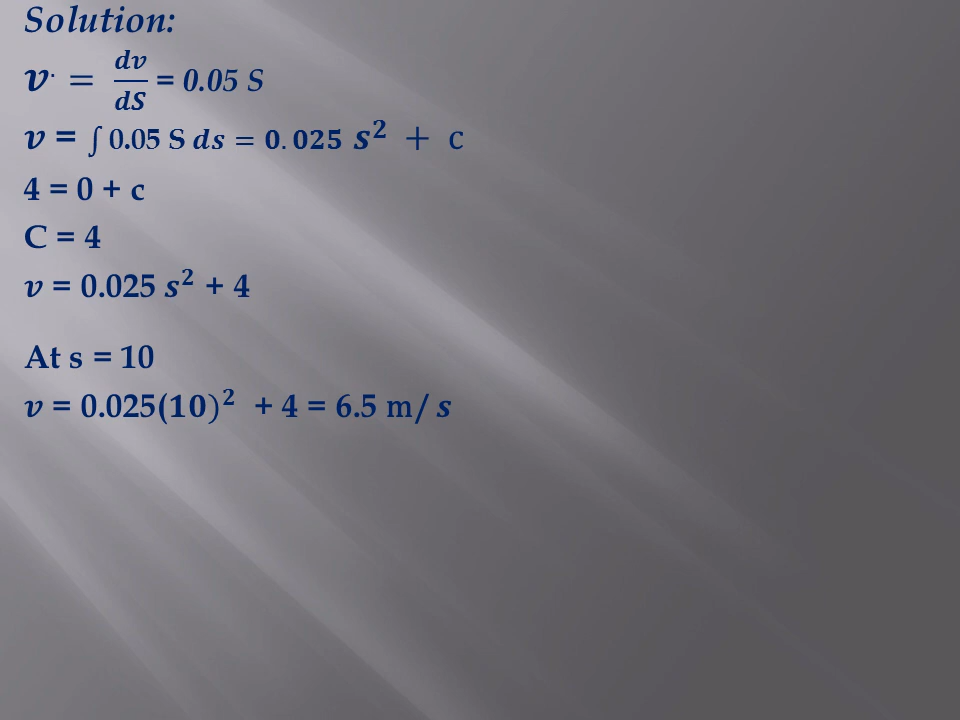 Solution:
v˙ = dv/dS = 0.05 S
v = ∫ 0.05 S ds = 0.025 s² + c
4 = 0 + c
C = 4
v = 0.025 s² + 4
At s = 10
v = 0.025(10)² + 4 = 6.5 m/ s